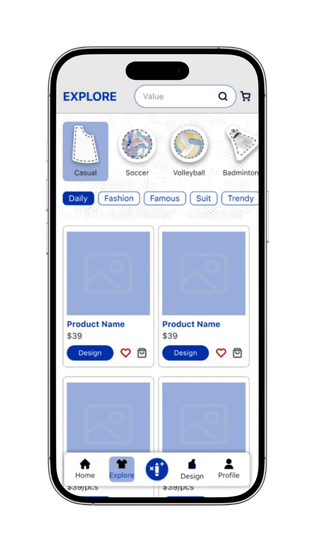 EXPLORE Value
Casual Soccer Volleyball Badminton
Daily Fashion Famous Suit Trendy
Product Name Product Name
$39 $39
Design Design
Home Explore Design Profile
$39/pcs $39/pcs